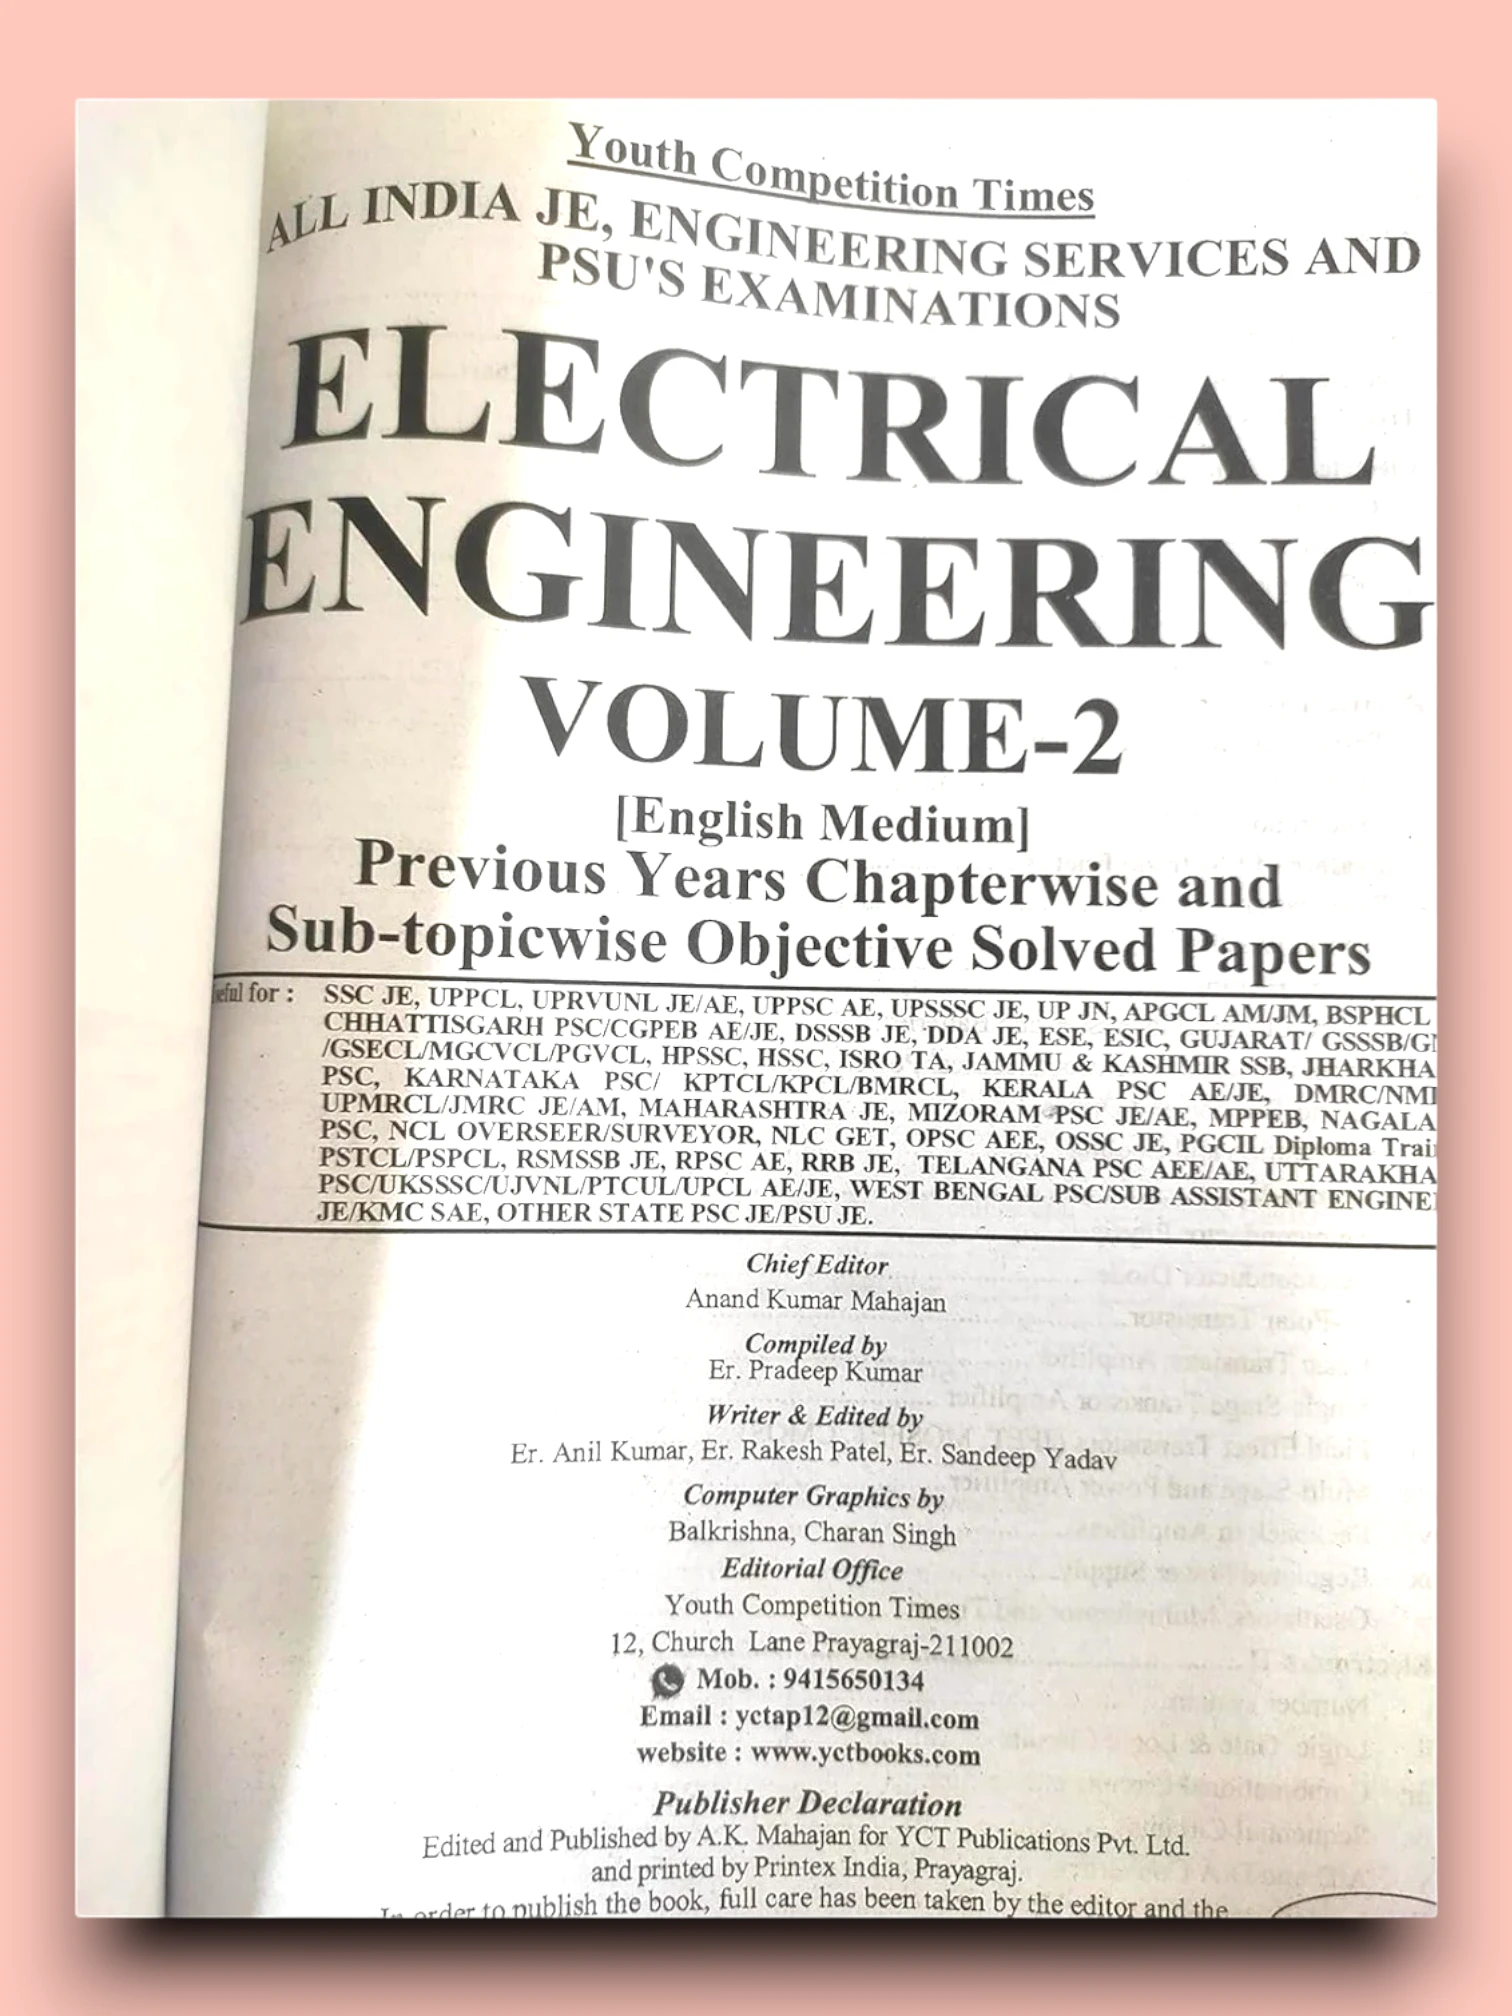 Youth Competition Times
ALL INDIA JE, ENGINEERING SERVICES AND
PSU'S EXAMINATIONS
ELECTRICAL
ENGINEERING
VOLUME-2
[English Medium]
Previous Years Chapterwise and
Sub-topicwise Objective Solved Papers
for :
SSC JE, UPPCL, UPRVUNL JE/AE, UPPSC AE, UPSSSC JE, UP JN, APGCL AM/JM, BSPHCL
CHHATTISGARH PSC/CGPEB AE/JE, DSSSB JE, DDA JE, ESE, ESIC, GUJARAT/ GSSSB/
/GSECL/MGCVCL/PGVCL, HPSSC, HSSC, ISRO TA, JAMMU & KASHMIR SSB, JHARKHA
PSC, KARNATAKA PSC/ KPTCL/KPCL/BMRCL, KERALA PSC AE/JE, DMRC/NM
UPMRCL/JMRC JE/AM, MAHARASHTRA JE, MIZORAM PSC JE/AE, MPPEB, NAGALA
PSC, NCL OVERSEER/SURVEYOR, NLC GET, OPSC AEE, OSSC JE, PGCIL Diploma Trai
PSTCL/PSPCL, RSMSSB JE, RPSC AE, RRB JE, TELANGANA PSC AEE/AE, UTTARAKHA
PSC/UKSSSC/UJVNL/PTCUL/UPCL AE/JE, WEST BENGAL PSC/SUB ASSISTANT ENGINE
JE/KMC SAE, OTHER STATE PSC JE/PSU JE.
Chief Editor
Anand Kumar Mahajan
Compiled by
Er. Pradeep Kumar
Writer & Edited by
Er. Anil Kumar, Er. Rakesh Patel, Er. Sandeep Yadav
Computer Graphics by
Balkrishna, Charan Singh
Editorial Office
Youth Competition Times
12, Church Lane Prayagraj-211002
Mob. : 9415650134
Email : yctap12@gmail.com
website : www.yctbooks.com
Publisher Declaration
Edited and Published by A.K. Mahajan for YCT Publications Pvt. Ltd.
and printed by Printex India, Prayagraj.
In order to publish the book, full care has been taken by the editor and the